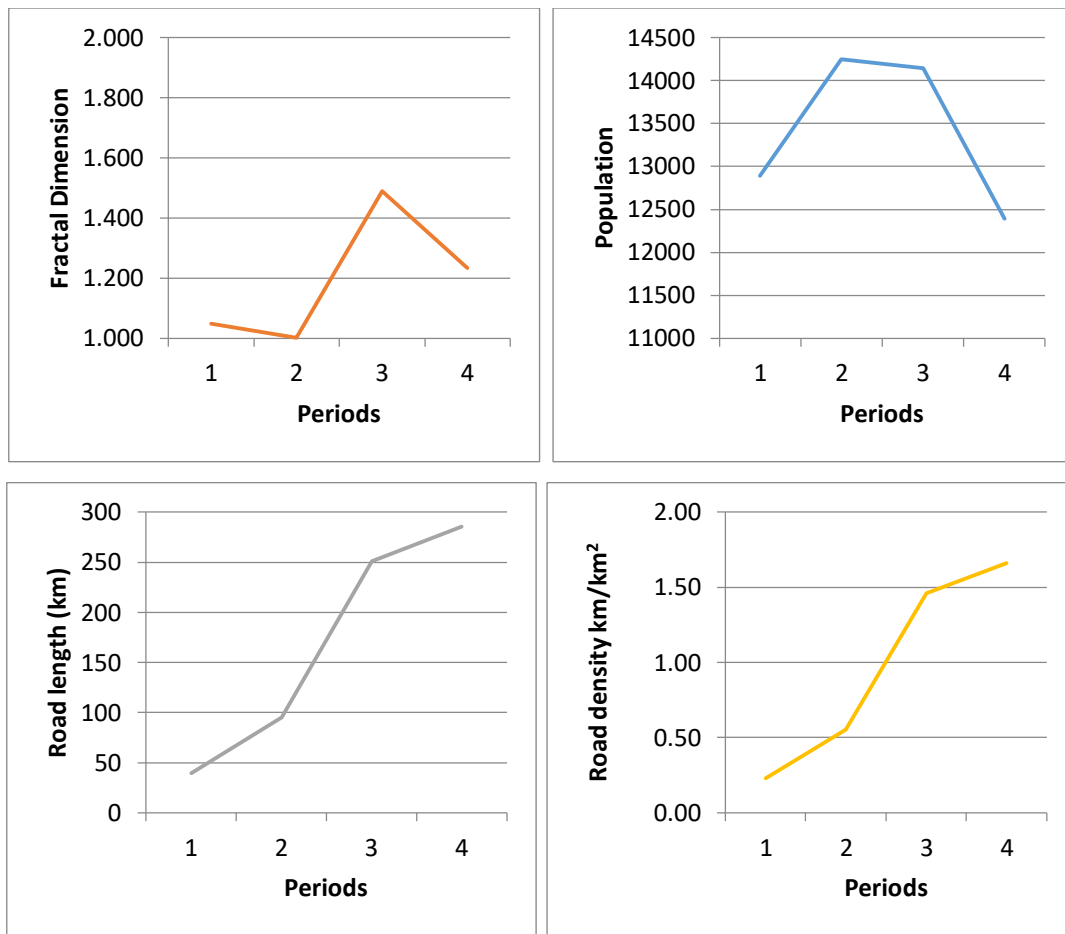 Fractal Dimension
2.000
1.800
1.600
1.400
1.200
1.000
1 2 3 4
Periods
Population
14500
14000
13500
13000
12500
12000
11500
11000
1 2 3 4
Periods
Road length (km)
300
250
200
150
100
50
0
1 2 3 4
Periods
Road density km/km²
2.00
1.50
1.00
0.50
0.00
1 2 3 4
Periods